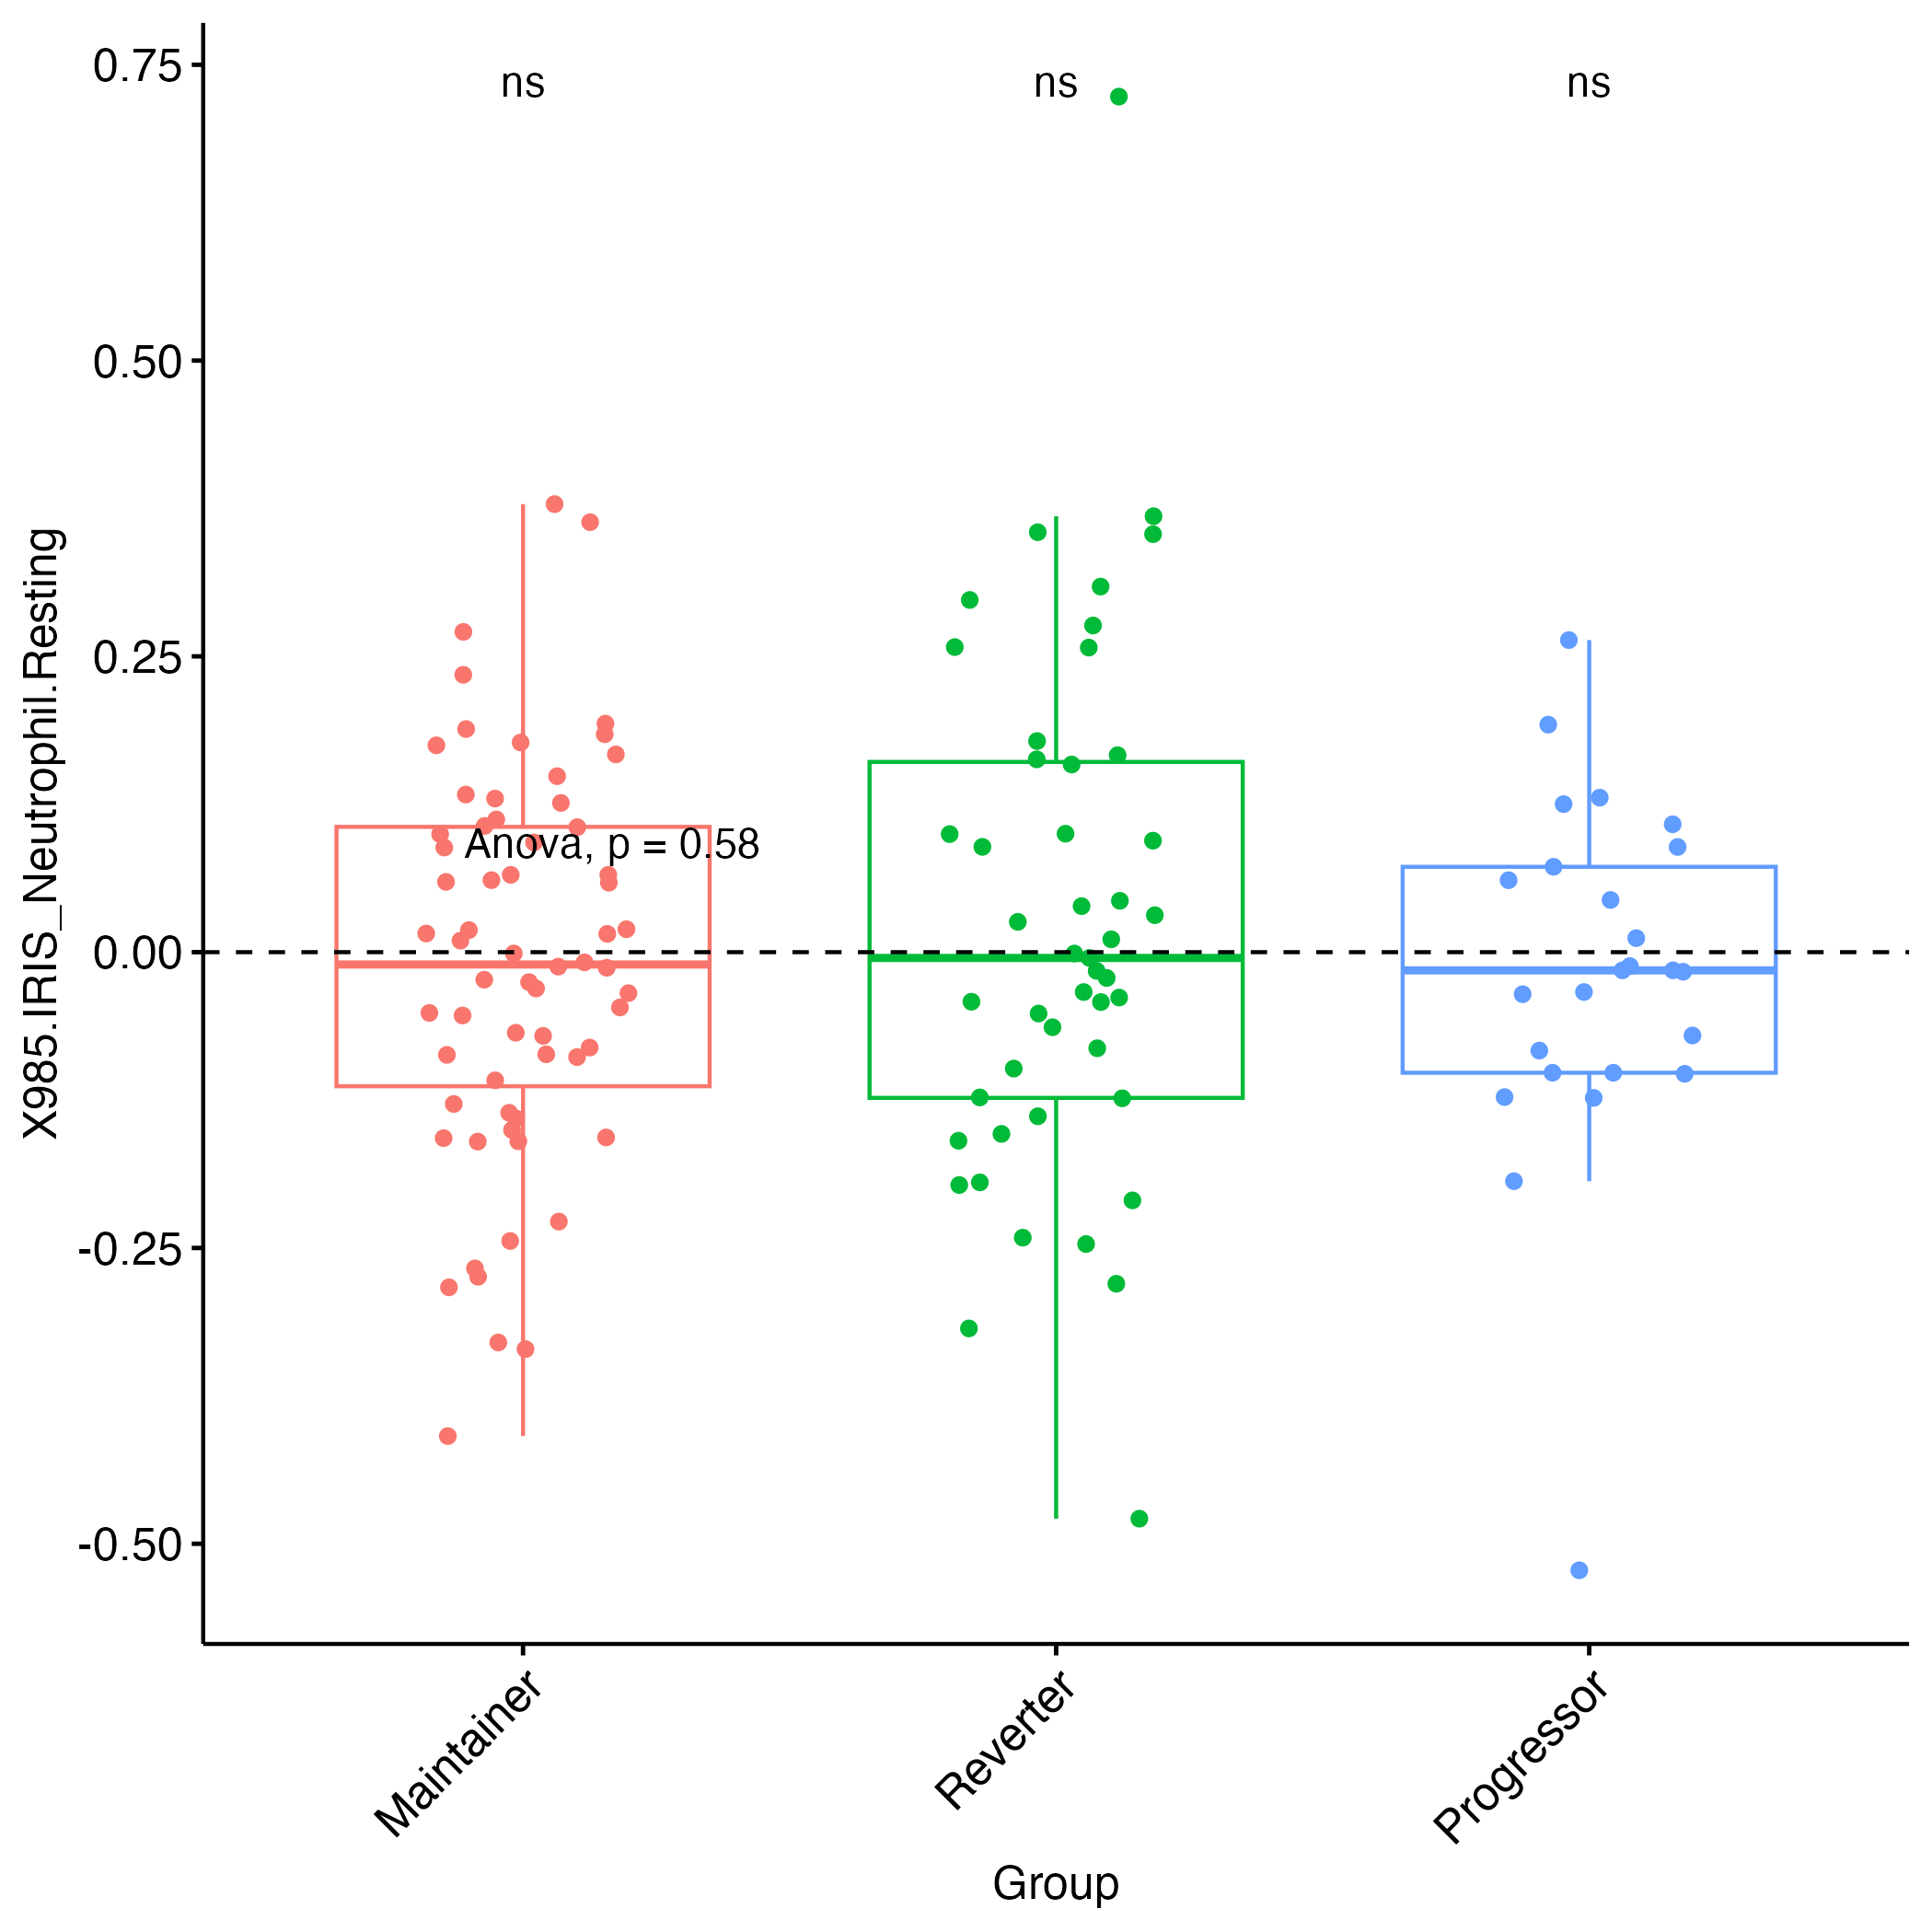 ns ns ns
0.75
0.50
0.25
0.00
-0.25
-0.50
X985.IRIS_Neutrophil.Resting
Anova, p = 0.58
Maintainer
Reverter
Progressor
Group